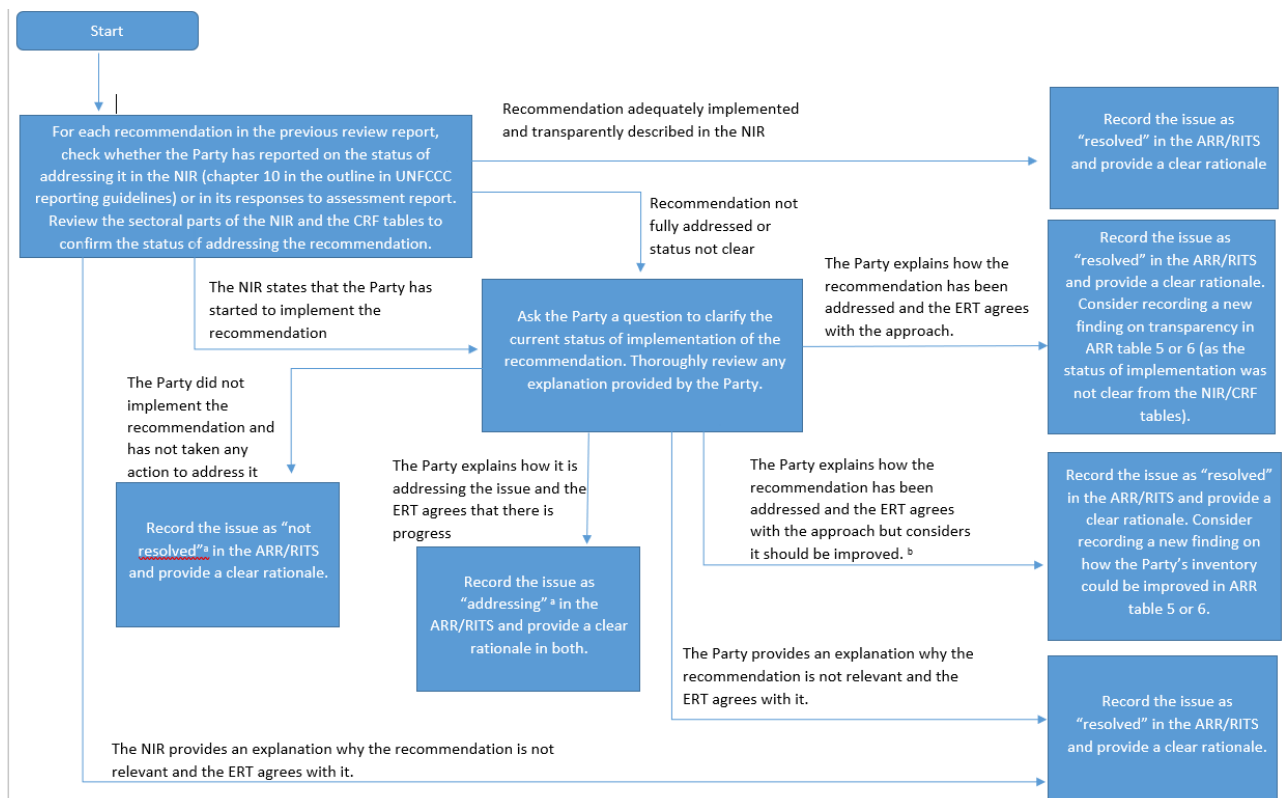 Start
For each recommendation in the previous review report,
check whether the Party has reported on the status of
addressing it in the NIR (chapter 10 in the outline in UNFCCC
reporting guidelines) or in its responses to assessment report.
Review the sectoral parts of the NIR and the CRF tables to
confirm the status of addressing the recommendation.
Recommendation adequately implemented
and transparently described in the NIR
Record the issue as
“resolved” in the ARR/RITS
and provide a clear rationale
Recommendation not
fully addressed or
status not clear
The NIR states that the Party has
started to implement the
recommendation
Ask the Party a question to clarify the
current status of implementation of the
recommendation. Thoroughly review any
explanation provided by the Party.
The Party explains how the
recommendation has been
addressed and the ERT agrees
with the approach.
Record the issue as
“resolved” in the ARR/RITS
and provide a clear rationale.
Consider recording a new
finding on transparency in
ARR table 5 or 6 (as the
status of implementation was
not clear from the NIR/CRF
tables).
The Party did not
implement the
recommendation and
has not taken any
action to address it
Record the issue as “not
resolved”ª in the ARR/RITS
and provide a clear rationale.
The Party explains how it is
addressing the issue and the
ERT agrees that there is
progress
Record the issue as
“addressing” ª in the
ARR/RITS and provide a clear
rationale in both.
The Party explains how the
recommendation has been
addressed and the ERT agrees
with the approach but considers
it should be improved. ᵇ
Record the issue as “resolved”
in the ARR/RITS and provide a
clear rationale. Consider
recording a new finding on
how the Party’s inventory
could be improved in ARR
table 5 or 6.
The Party provides an explanation why the
recommendation is not relevant and the
ERT agrees with it.
The NIR provides an explanation why the recommendation is not
relevant and the ERT agrees with it.
Record the issue as
“resolved” in the ARR/RITS
and provide a clear rationale.